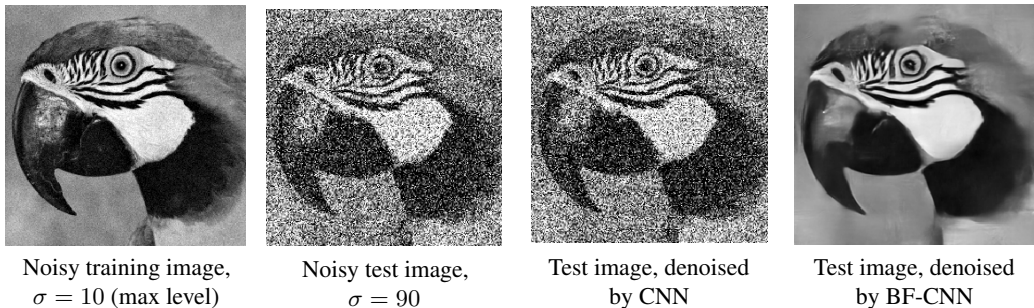 Noisy training image,
σ = 10 (max level)
Noisy test image,
σ = 90
Test image, denoised
by CNN
Test image, denoised
by BF-CNN